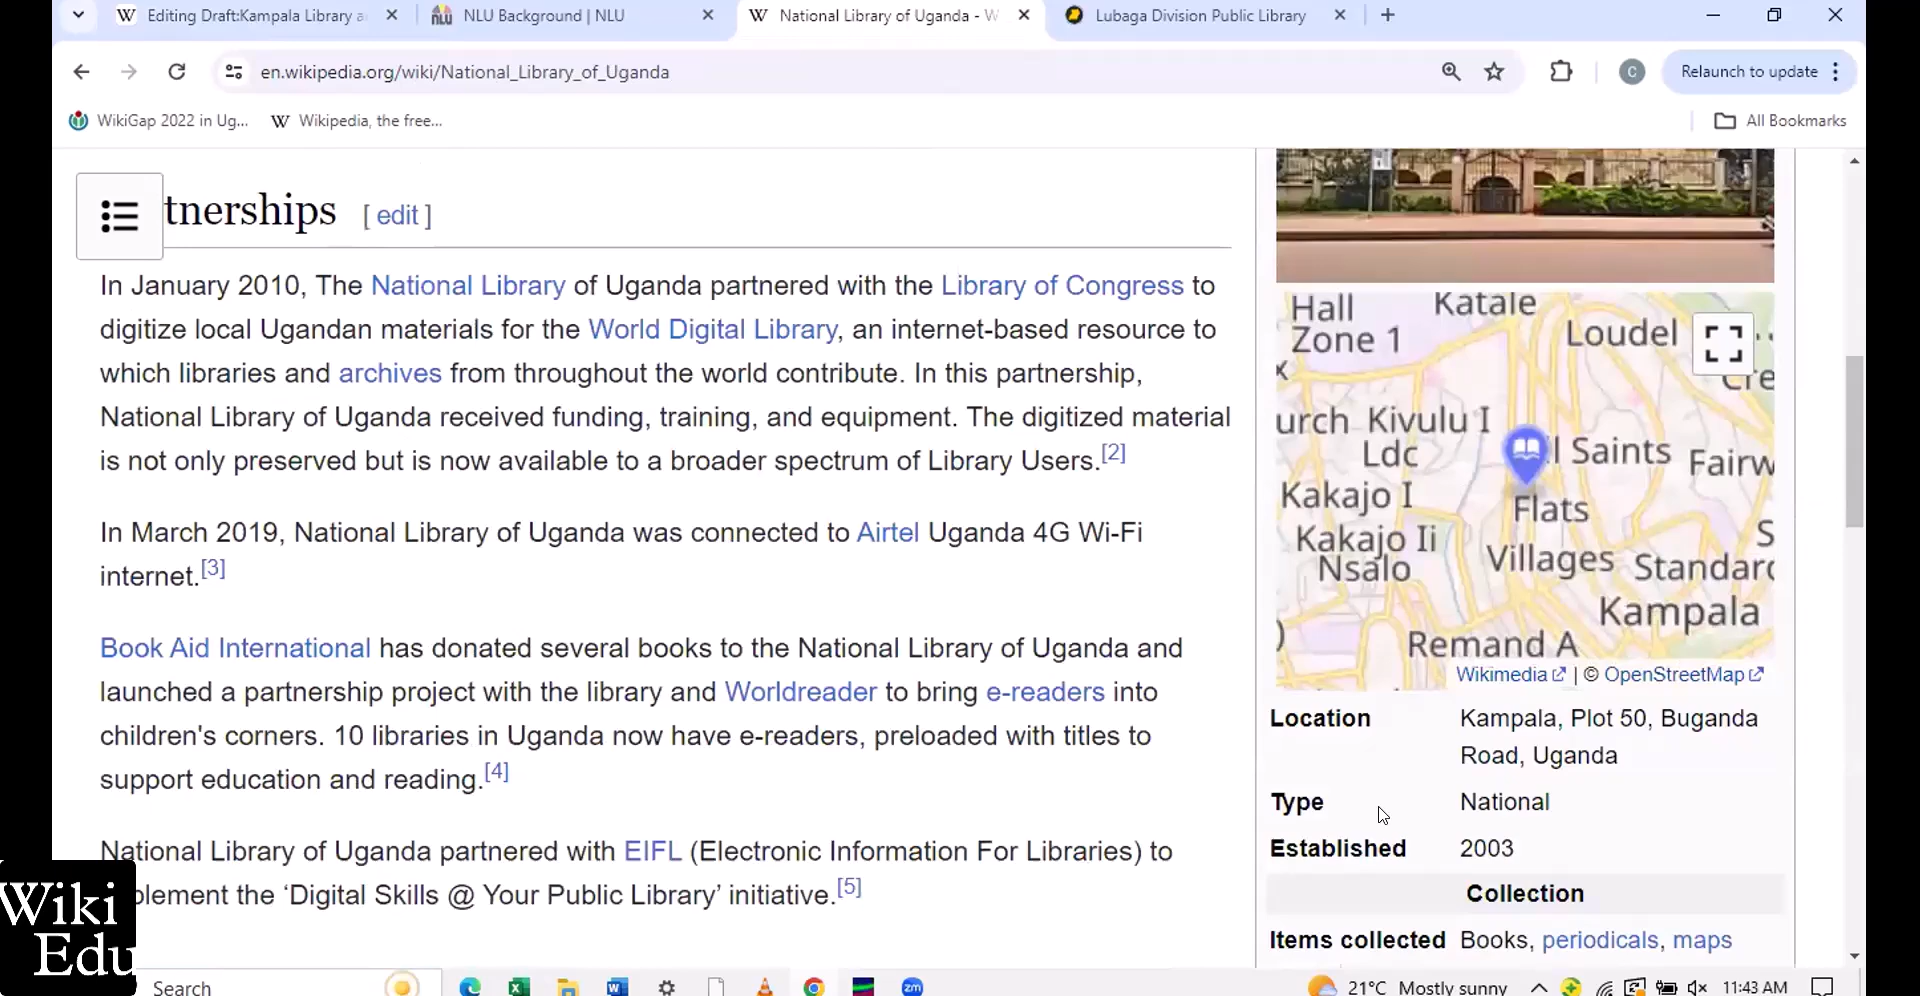 Editing Draft:Kampala Library a
NLU Background | NLU
National Library of Uganda - W
Lubaga Division Public Library
en.wikipedia.org/wiki/National_Library_of_Uganda
C
Relaunch to update
WikiGap 2022 in Ug...
Wikipedia, the free...
All Bookmarks
tnerships [ edit ]
In January 2010, The National Library of Uganda partnered with the Library of Congress to
digitize local Ugandan materials for the World Digital Library, an internet-based resource to
which libraries and archives from throughout the world contribute. In this partnership,
National Library of Uganda received funding, training, and equipment. The digitized material
is not only preserved but is now available to a broader spectrum of Library Users.[2]
In March 2019, National Library of Uganda was connected to Airtel Uganda 4G Wi-Fi
internet.[3]
Book Aid International has donated several books to the National Library of Uganda and
launched a partnership project with the library and Worldreader to bring e-readers into
children's corners. 10 libraries in Uganda now have e-readers, preloaded with titles to
support education and reading.[4]
National Library of Uganda partnered with EIFL (Electronic Information For Libraries) to
plement the ‘Digital Skills @ Your Public Library’ initiative.[5]
Hall
Zone 1
Katale
Loudel
Cre
urch Kivulu I
Ldc
l Saints
Fairw
Kakajo I
Flats
Kakajo Ii
Nsalo
Villages
Standard
Kampala
Remand A
Wikimedia | © OpenStreetMap
Location Kampala, Plot 50, Buganda
Road, Uganda
Type National
Established 2003
Collection
Items collected Books, periodicals, maps
Wiki
Edu
Search
zm
21°C Mostly sunny
11:43 AM